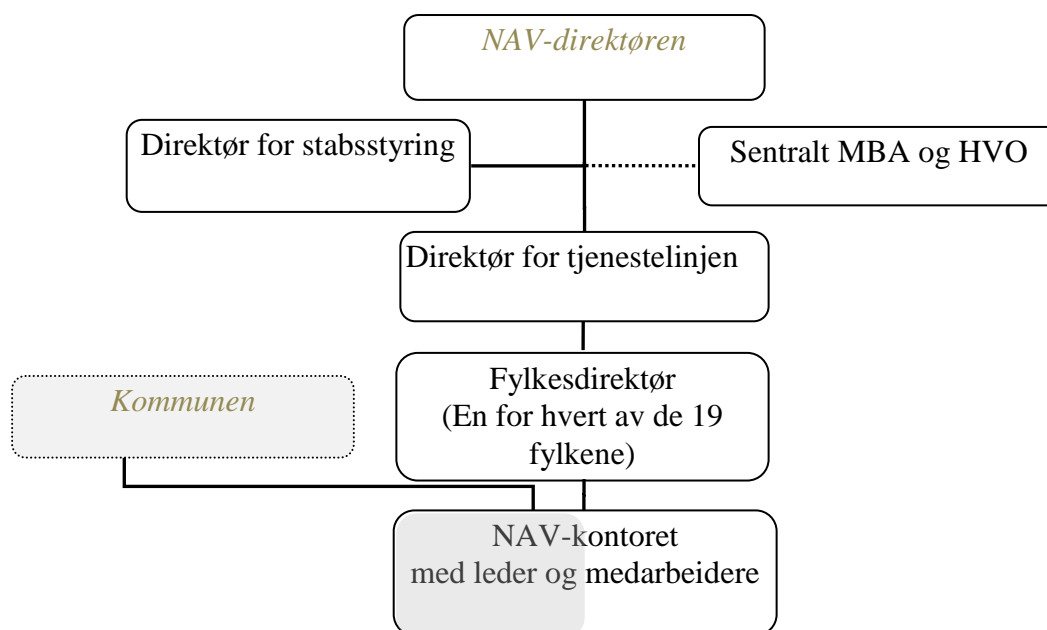 NAV-direktøren
Direktør for stabsstyring
Sentralt MBA og HVO
Direktør for tjenestelinjen
Kommunen
Fylkesdirektør
(En for hvert av de 19
fylkene)
NAV-kontoret
med leder og medarbeidere